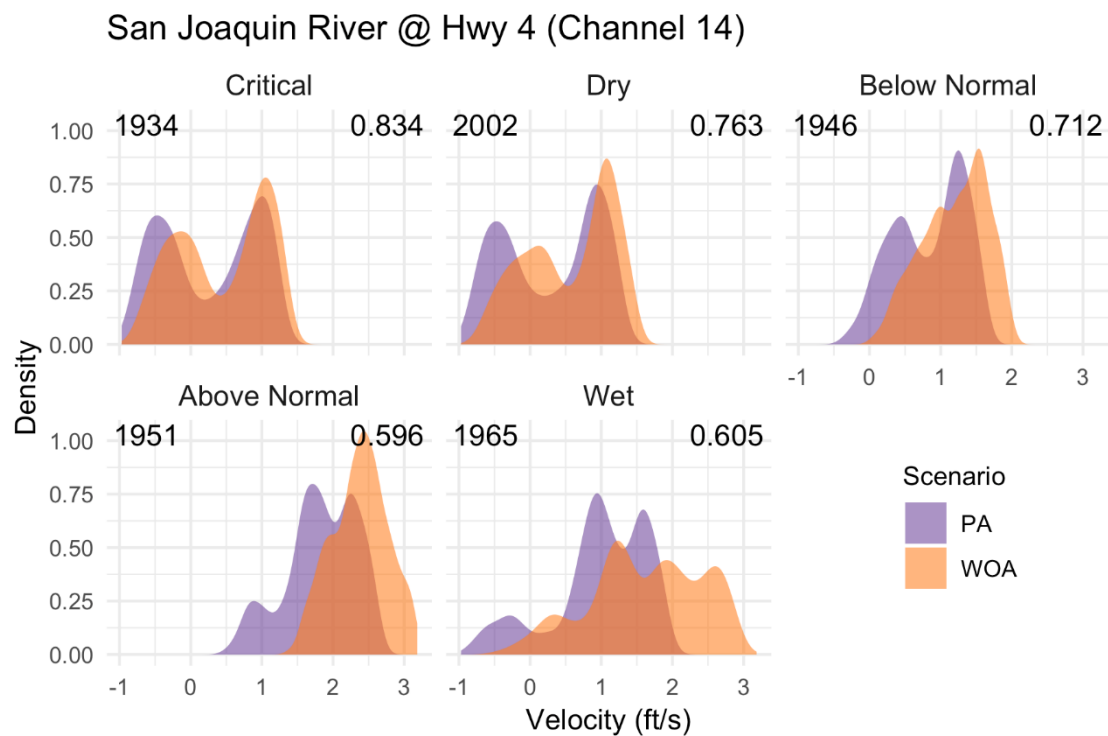 San Joaquin River @ Hwy 4 (Channel 14)
Critical
Dry
Below Normal
1934
0.834
2002
0.763
1946
0.712
1.00
0.75
0.50
0.25
0.00
-1 0 1 2 3
Density
Above Normal
Wet
1951
0.596
1965
0.605
1.00
0.75
0.50
0.25
0.00
-1 0 1 2 3
-1 0 1 2 3
Velocity (ft/s)
Scenario
PA
WOA